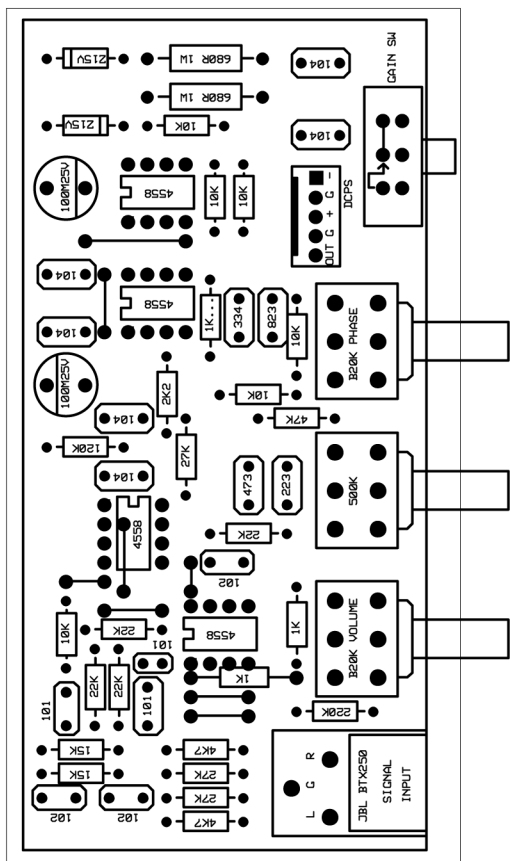 GAIN SW
215V
680R 1W
104
680R 1W
215V
10K
104
100M25V
4558
10K
10K
-
G
+
G
OUT
DCPS
104
4558
1K...
334
823
10K
B20K PHASE
104
100M25V
2K2
10K
104
47K
120K
27K
104
473
223
500K
4558
22K
102
10K
22K
4558
1K
B20K VOLUME
101
22K
22K
1K
101
101
220K
15K
4K7
15K
27K
102
102
27K
4K7
R
G
L
JBL BTX250
SIGNAL
INPUT